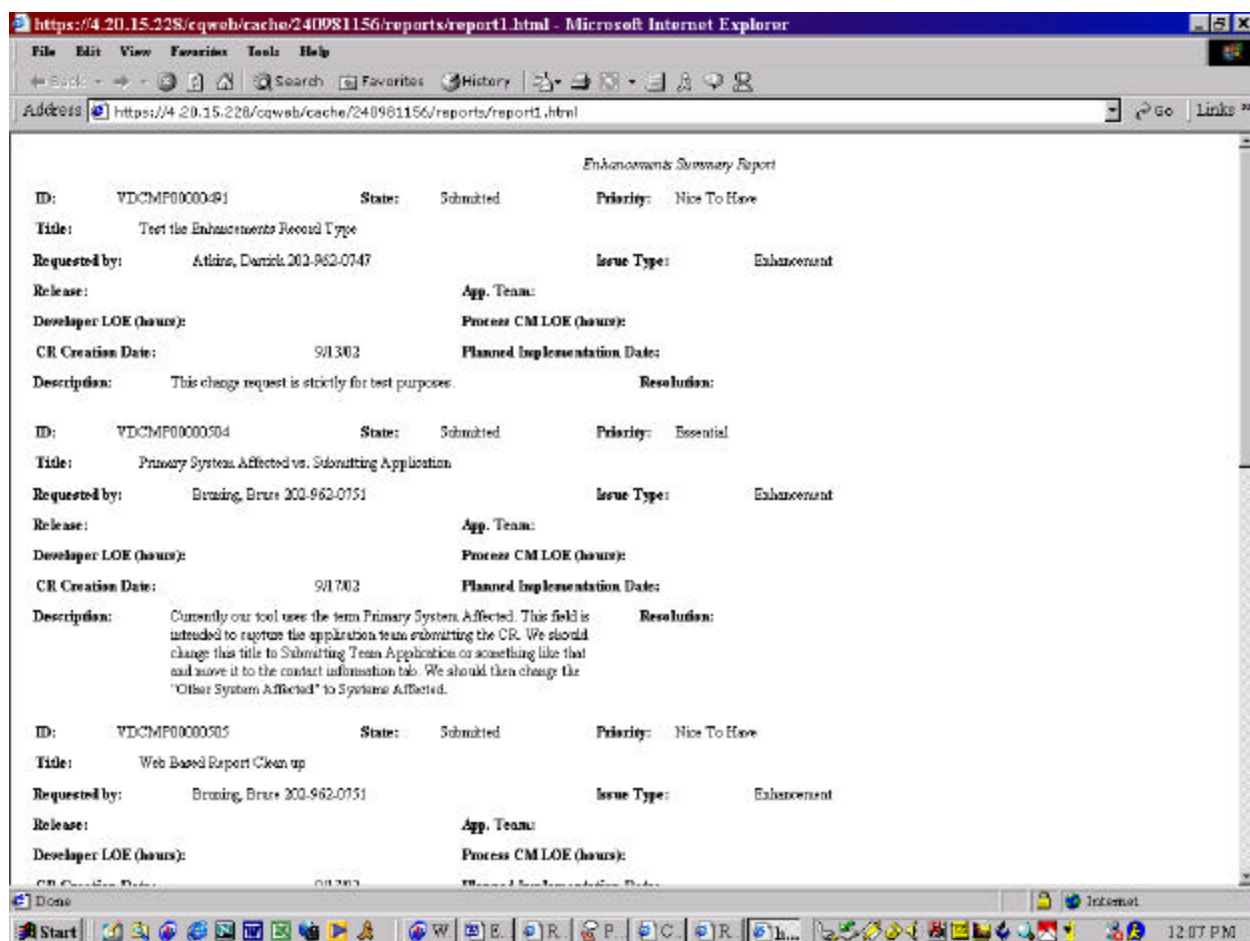 https://4.20.15.228/cqweb/cache/240981156/reports/report1.html - Microsoft Internet Explorer
File Edit View Favorites Tools Help
Back Search Favorites History
Address https://4.20.15.228/cqweb/cache/240981156/reports/report1.html Go Links »
Enhancements Summary Report
ID: VDCMP00000491 State: Submitted Priority: Nice To Have
Title: Test the Enhancements Record Type
Requested by: Atkins, Darrick 202-962-0747 Issue Type: Enhancement
Release: App. Team:
Developer LOE (hours): Process CM LOE (hours):
CR Creation Date: 9/13/02 Planned Implementation Date:
Description: This change request is strictly for test purposes. Resolution:
ID: VDCMP00000504 State: Submitted Priority: Essential
Title: Primary System Affected vs. Submitting Application
Requested by: Bruce 202-962-0751 Issue Type: Enhancement
Release: App. Team:
Developer LOE (hours): Process CM LOE (hours):
CR Creation Date: 9/17/02 Planned Implementation Date:
Description: Currently our tool uses the term Primary System Affected. This field is Resolution:
intended to capture the application team submitting the CR. We should
change this title to Submitting Team Application or something like that
and move it to the contact information tab. We should then change the
"Other System Affected" to Systems Affected.
ID: VDCMP00000505 State: Submitted Priority: Nice To Have
Title: Web Based Report Clean up
Requested by: Bruce 202-962-0751 Issue Type: Enhancement
Release: App. Team:
Developer LOE (hours): Process CM LOE (hours):
CR Creation Date: 9/17/02 Planned Implementation Date:
Done Internet
Start W E. R. P. C. R. h... 12:07 PM